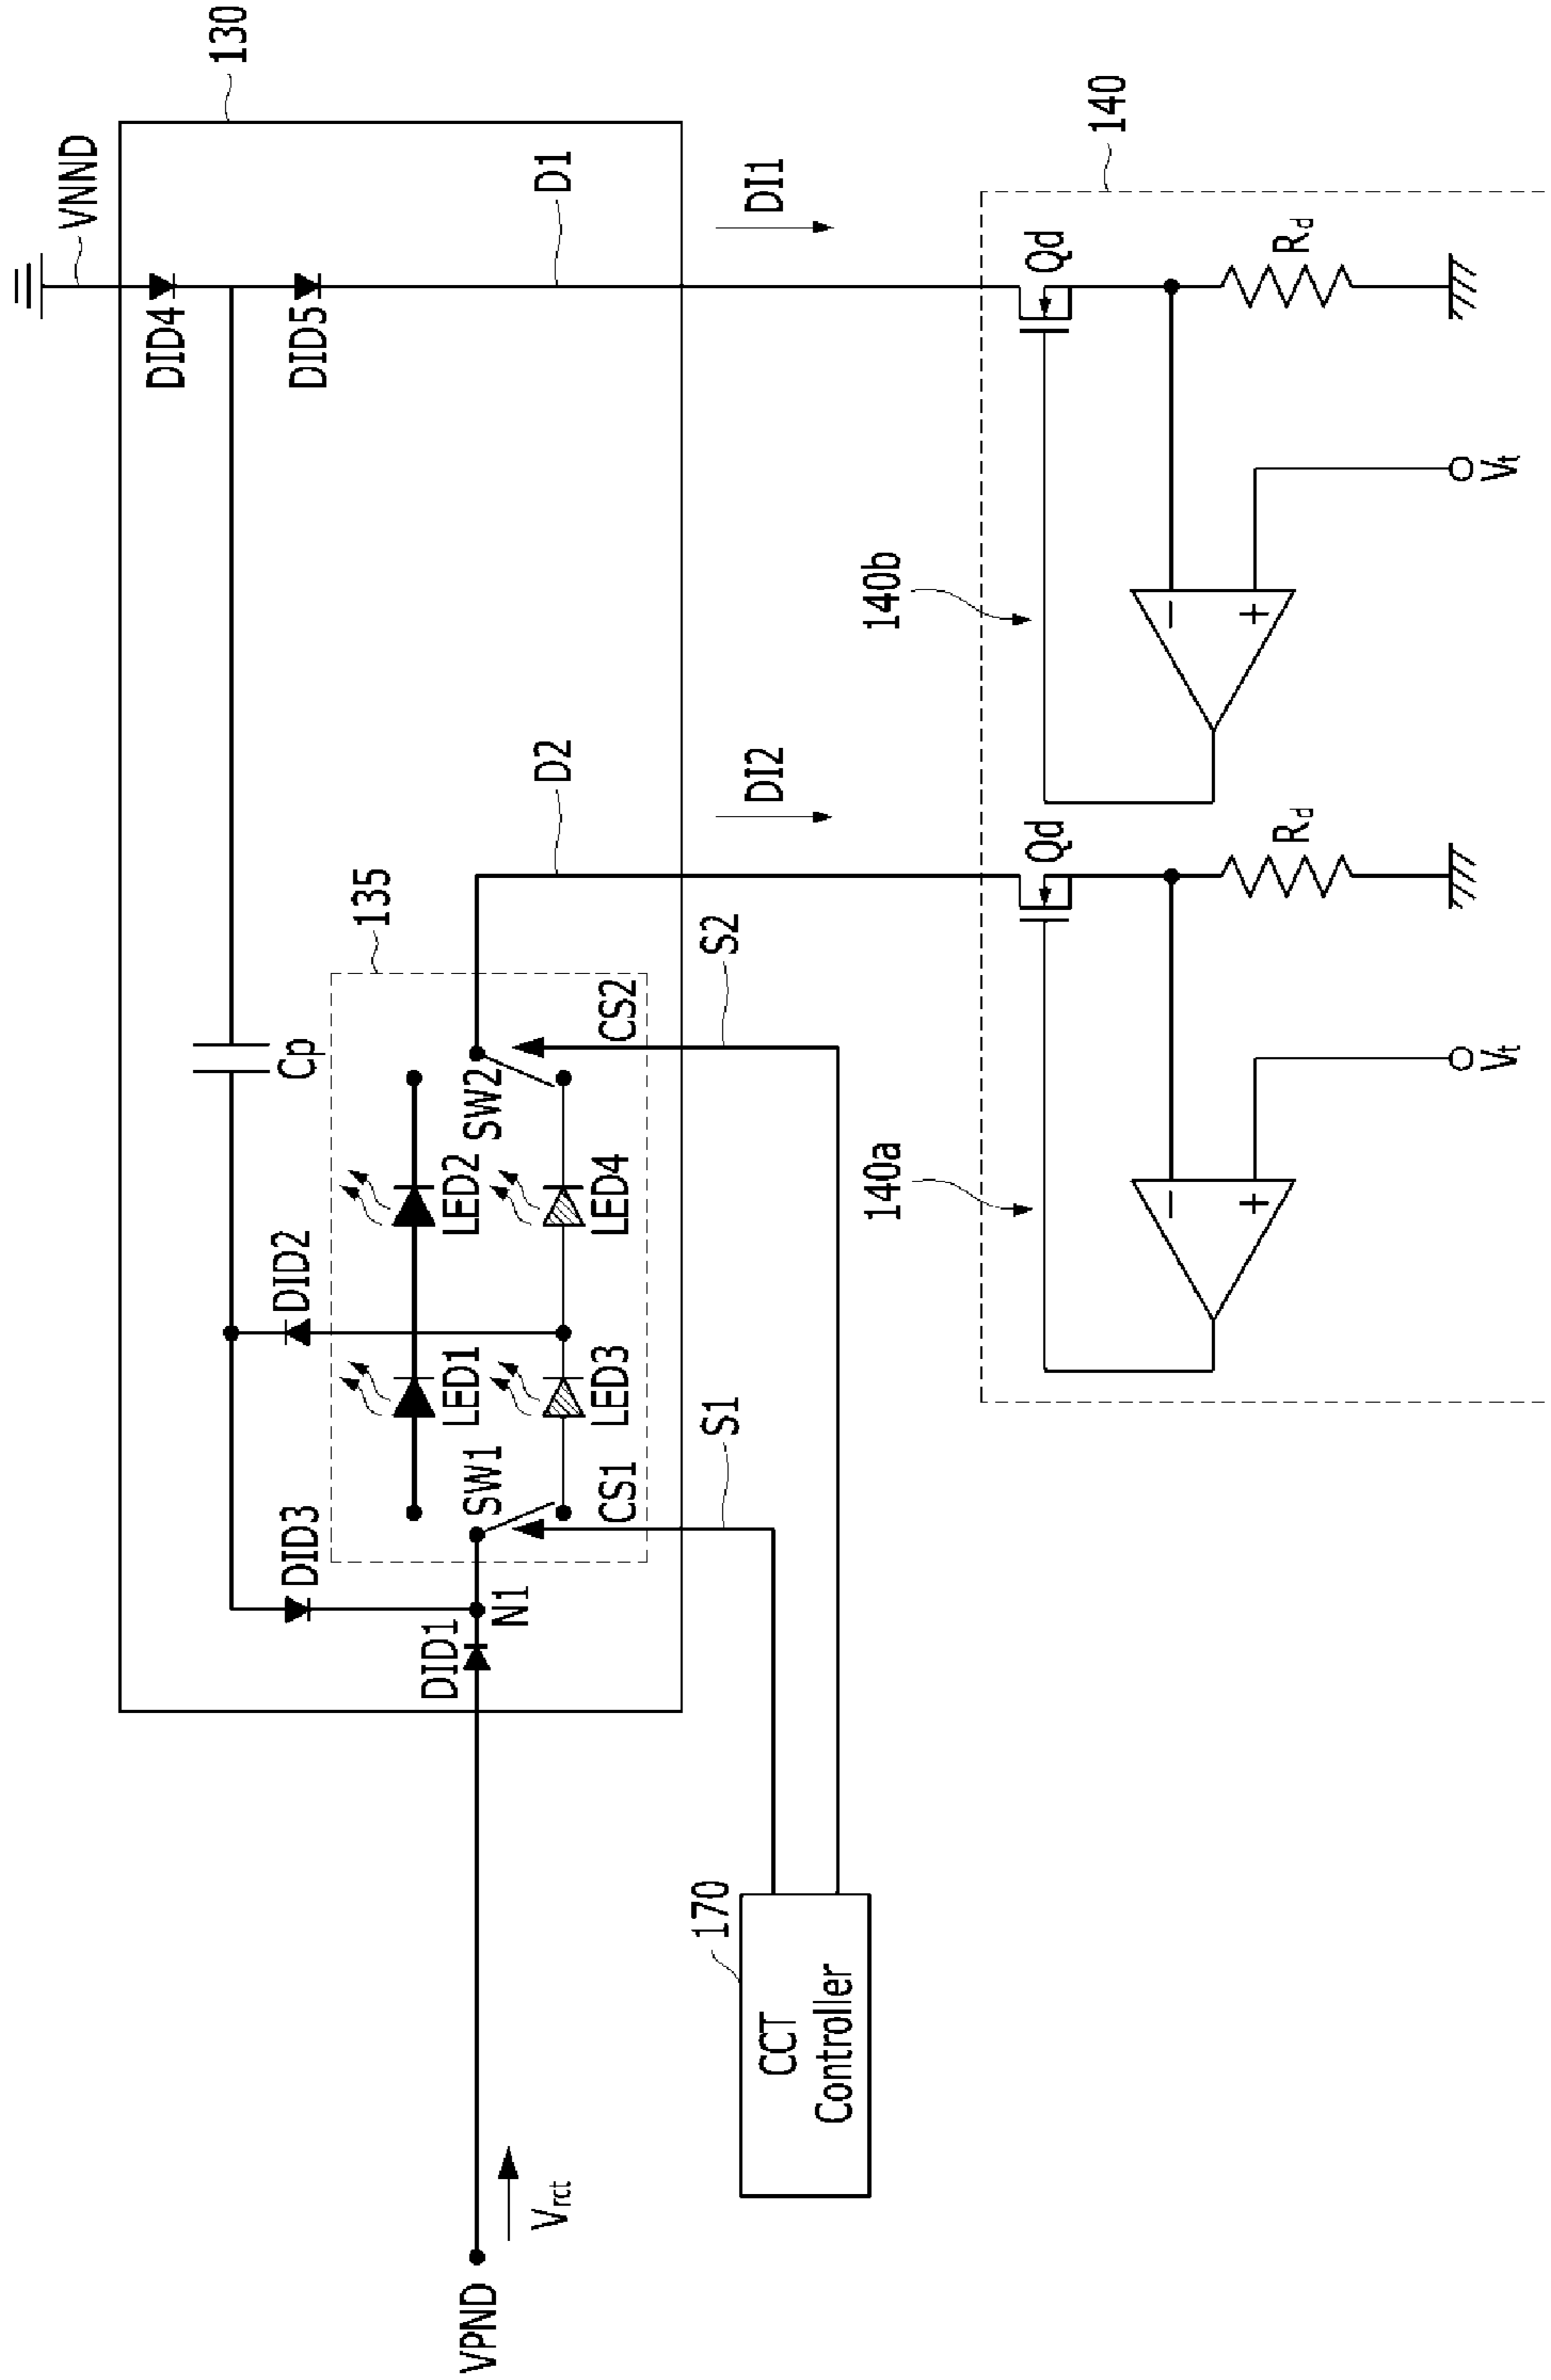 VNND
130
DID4
DID5
D1
Cp
D2
135
DID2
DID3
LED1
LED2
SW1
SW2
LED3
LED4
CS1
CS2
N1
DID1
S1
S2
DI1
DI2
VPND
Vrct
170
CCT
Controller
140
140a
140b
Qd
Qd
Rd
Rd
−
+
−
+
Vt
Vt